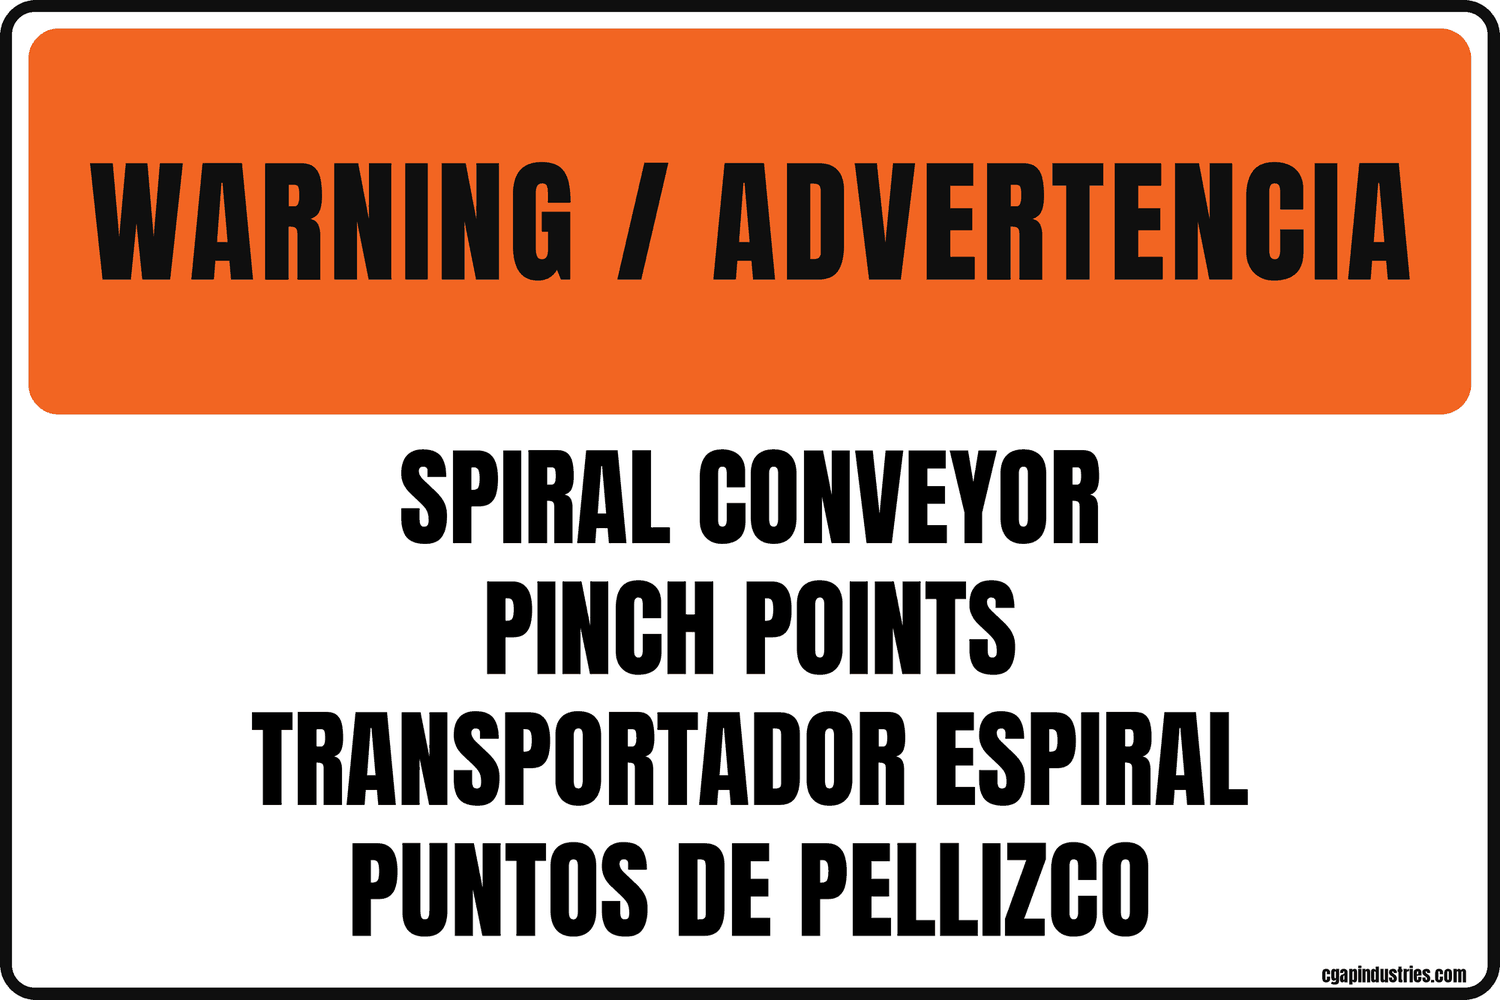 WARNING / ADVERTENCIA
SPIRAL CONVEYOR
PINCH POINTS
TRANSPORTADOR ESPIRAL
PUNTOS DE PELLIZCO
cgapindustries.com